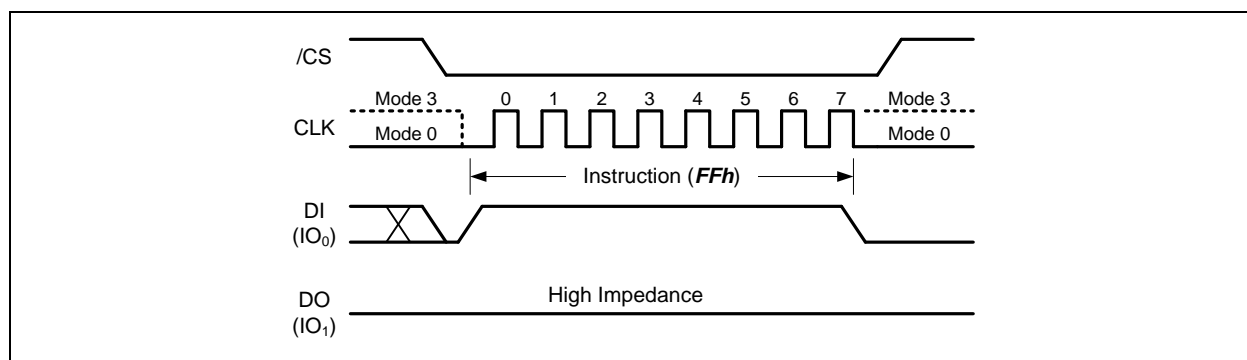 /CS
Mode 3 0 1 2 3 4 5 6 7 Mode 3
CLK
Mode 0 Mode 0
Instruction (FFh)
DI
(IO₀)
High Impedance
DO
(IO₁)